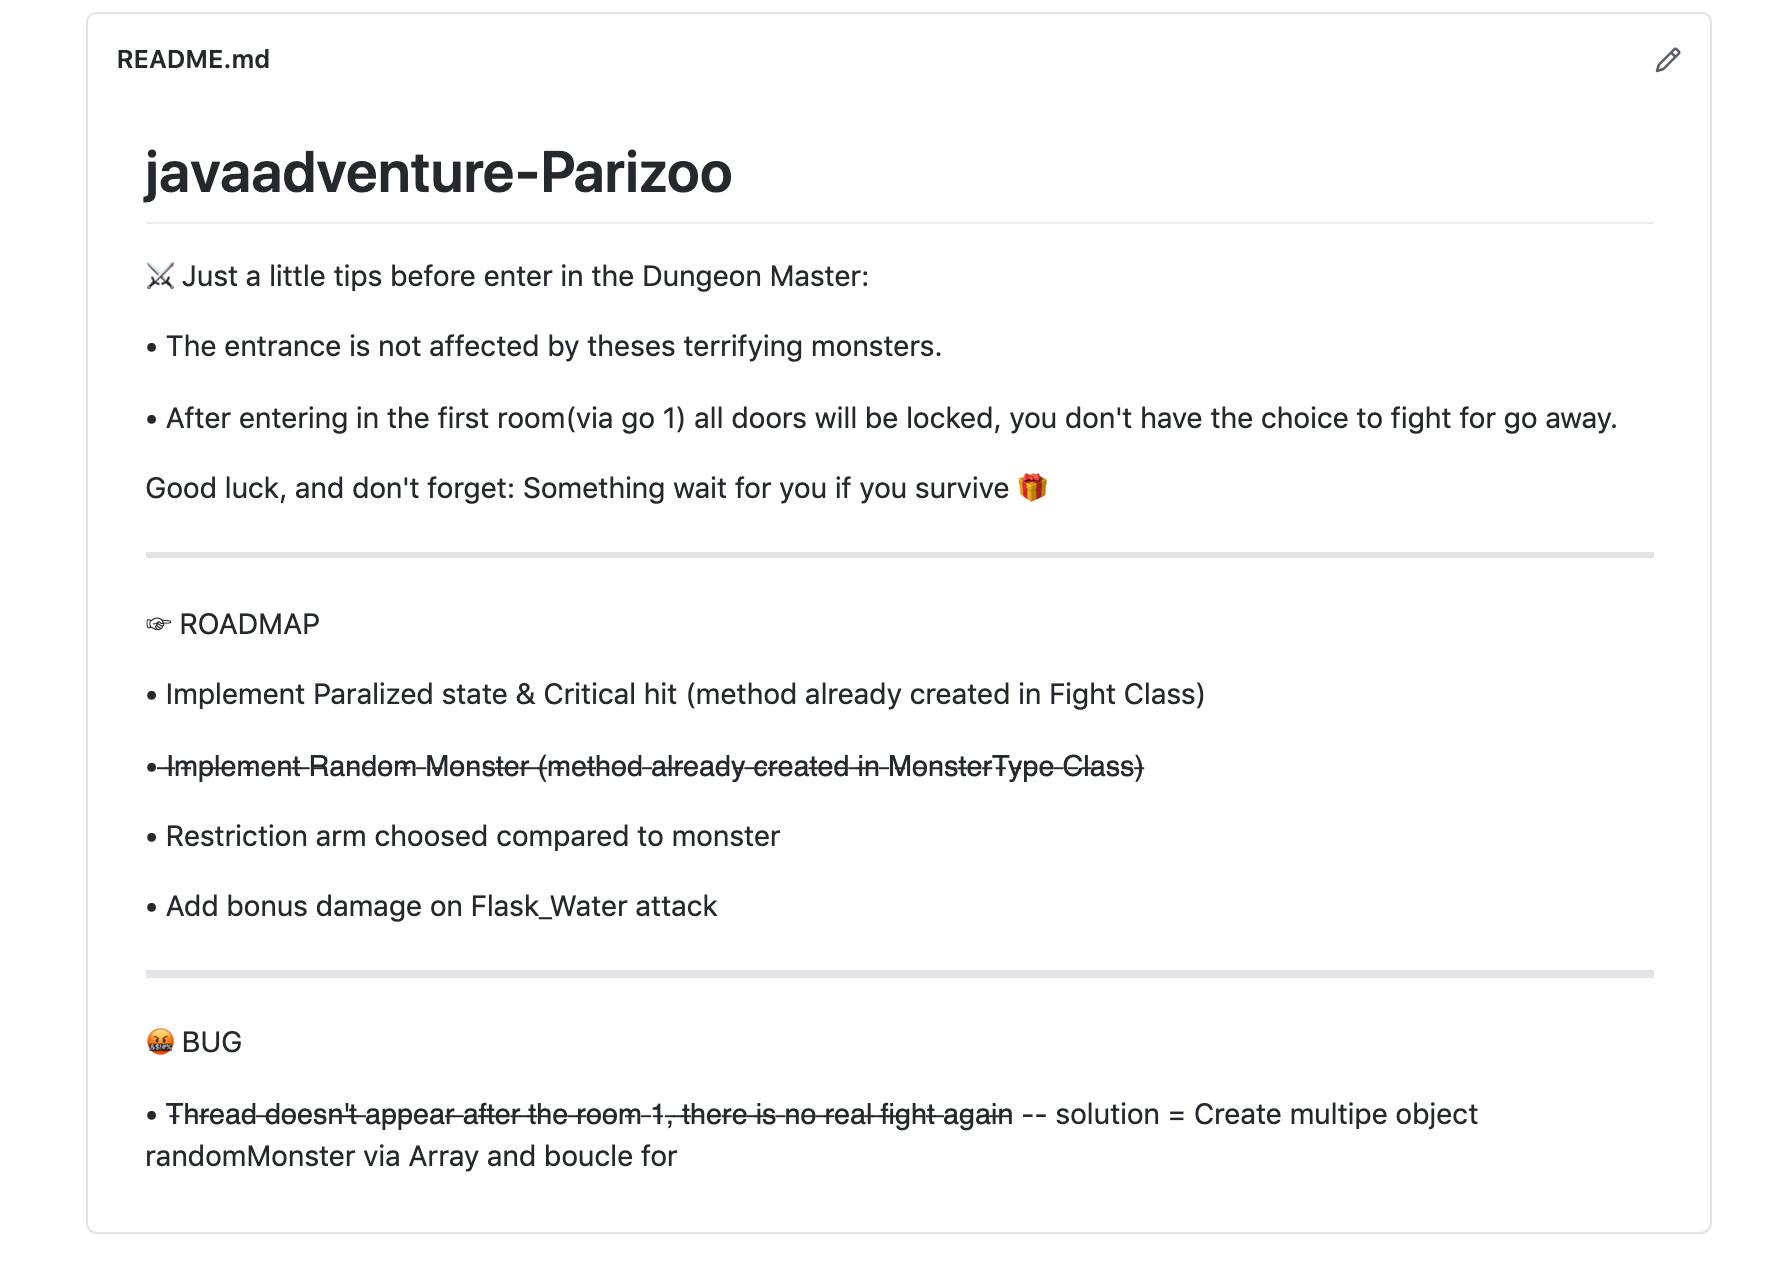 README.md
javaadventure-Parizoo
⚔ Just a little tips before enter in the Dungeon Master:
• The entrance is not affected by theses terrifying monsters.
• After entering in the first room(via go 1) all doors will be locked, you don't have the choice to fight for go away.
Good luck, and don't forget: Something wait for you if you survive 🎁
☞ ROADMAP
• Implement Paralized state & Critical hit (method already created in Fight Class)
• Implement Random Monster (method already created in MonsterType Class)
• Restriction arm choosed compared to monster
• Add bonus damage on Flask_Water attack
🤬 BUG
• Thread doesn't appear after the room 1, there is no real fight again -- solution = Create multipe object
randomMonster via Array and boucle for